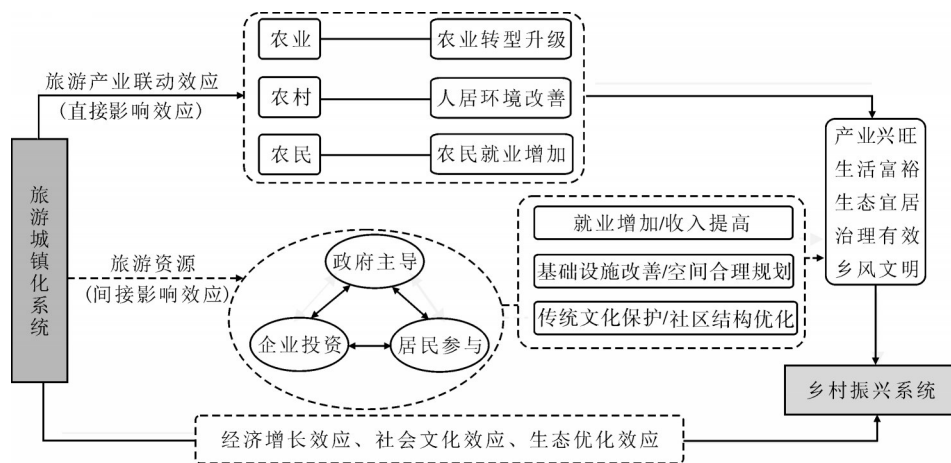 农业
农业转型升级
旅游产业联动效应
(直接影响效应)
农村
人居环境改善
农民
农民就业增加
产业兴旺
生活富裕
生态宜居
治理有效
乡风文明
旅游城镇化系统
旅游资源
(间接影响效应)
政府主导
企业投资
居民参与
就业增加/收入提高
基础设施改善/空间合理规划
传统文化保护/社区结构优化
乡村振兴系统
经济增长效应、社会文化效应、生态优化效应